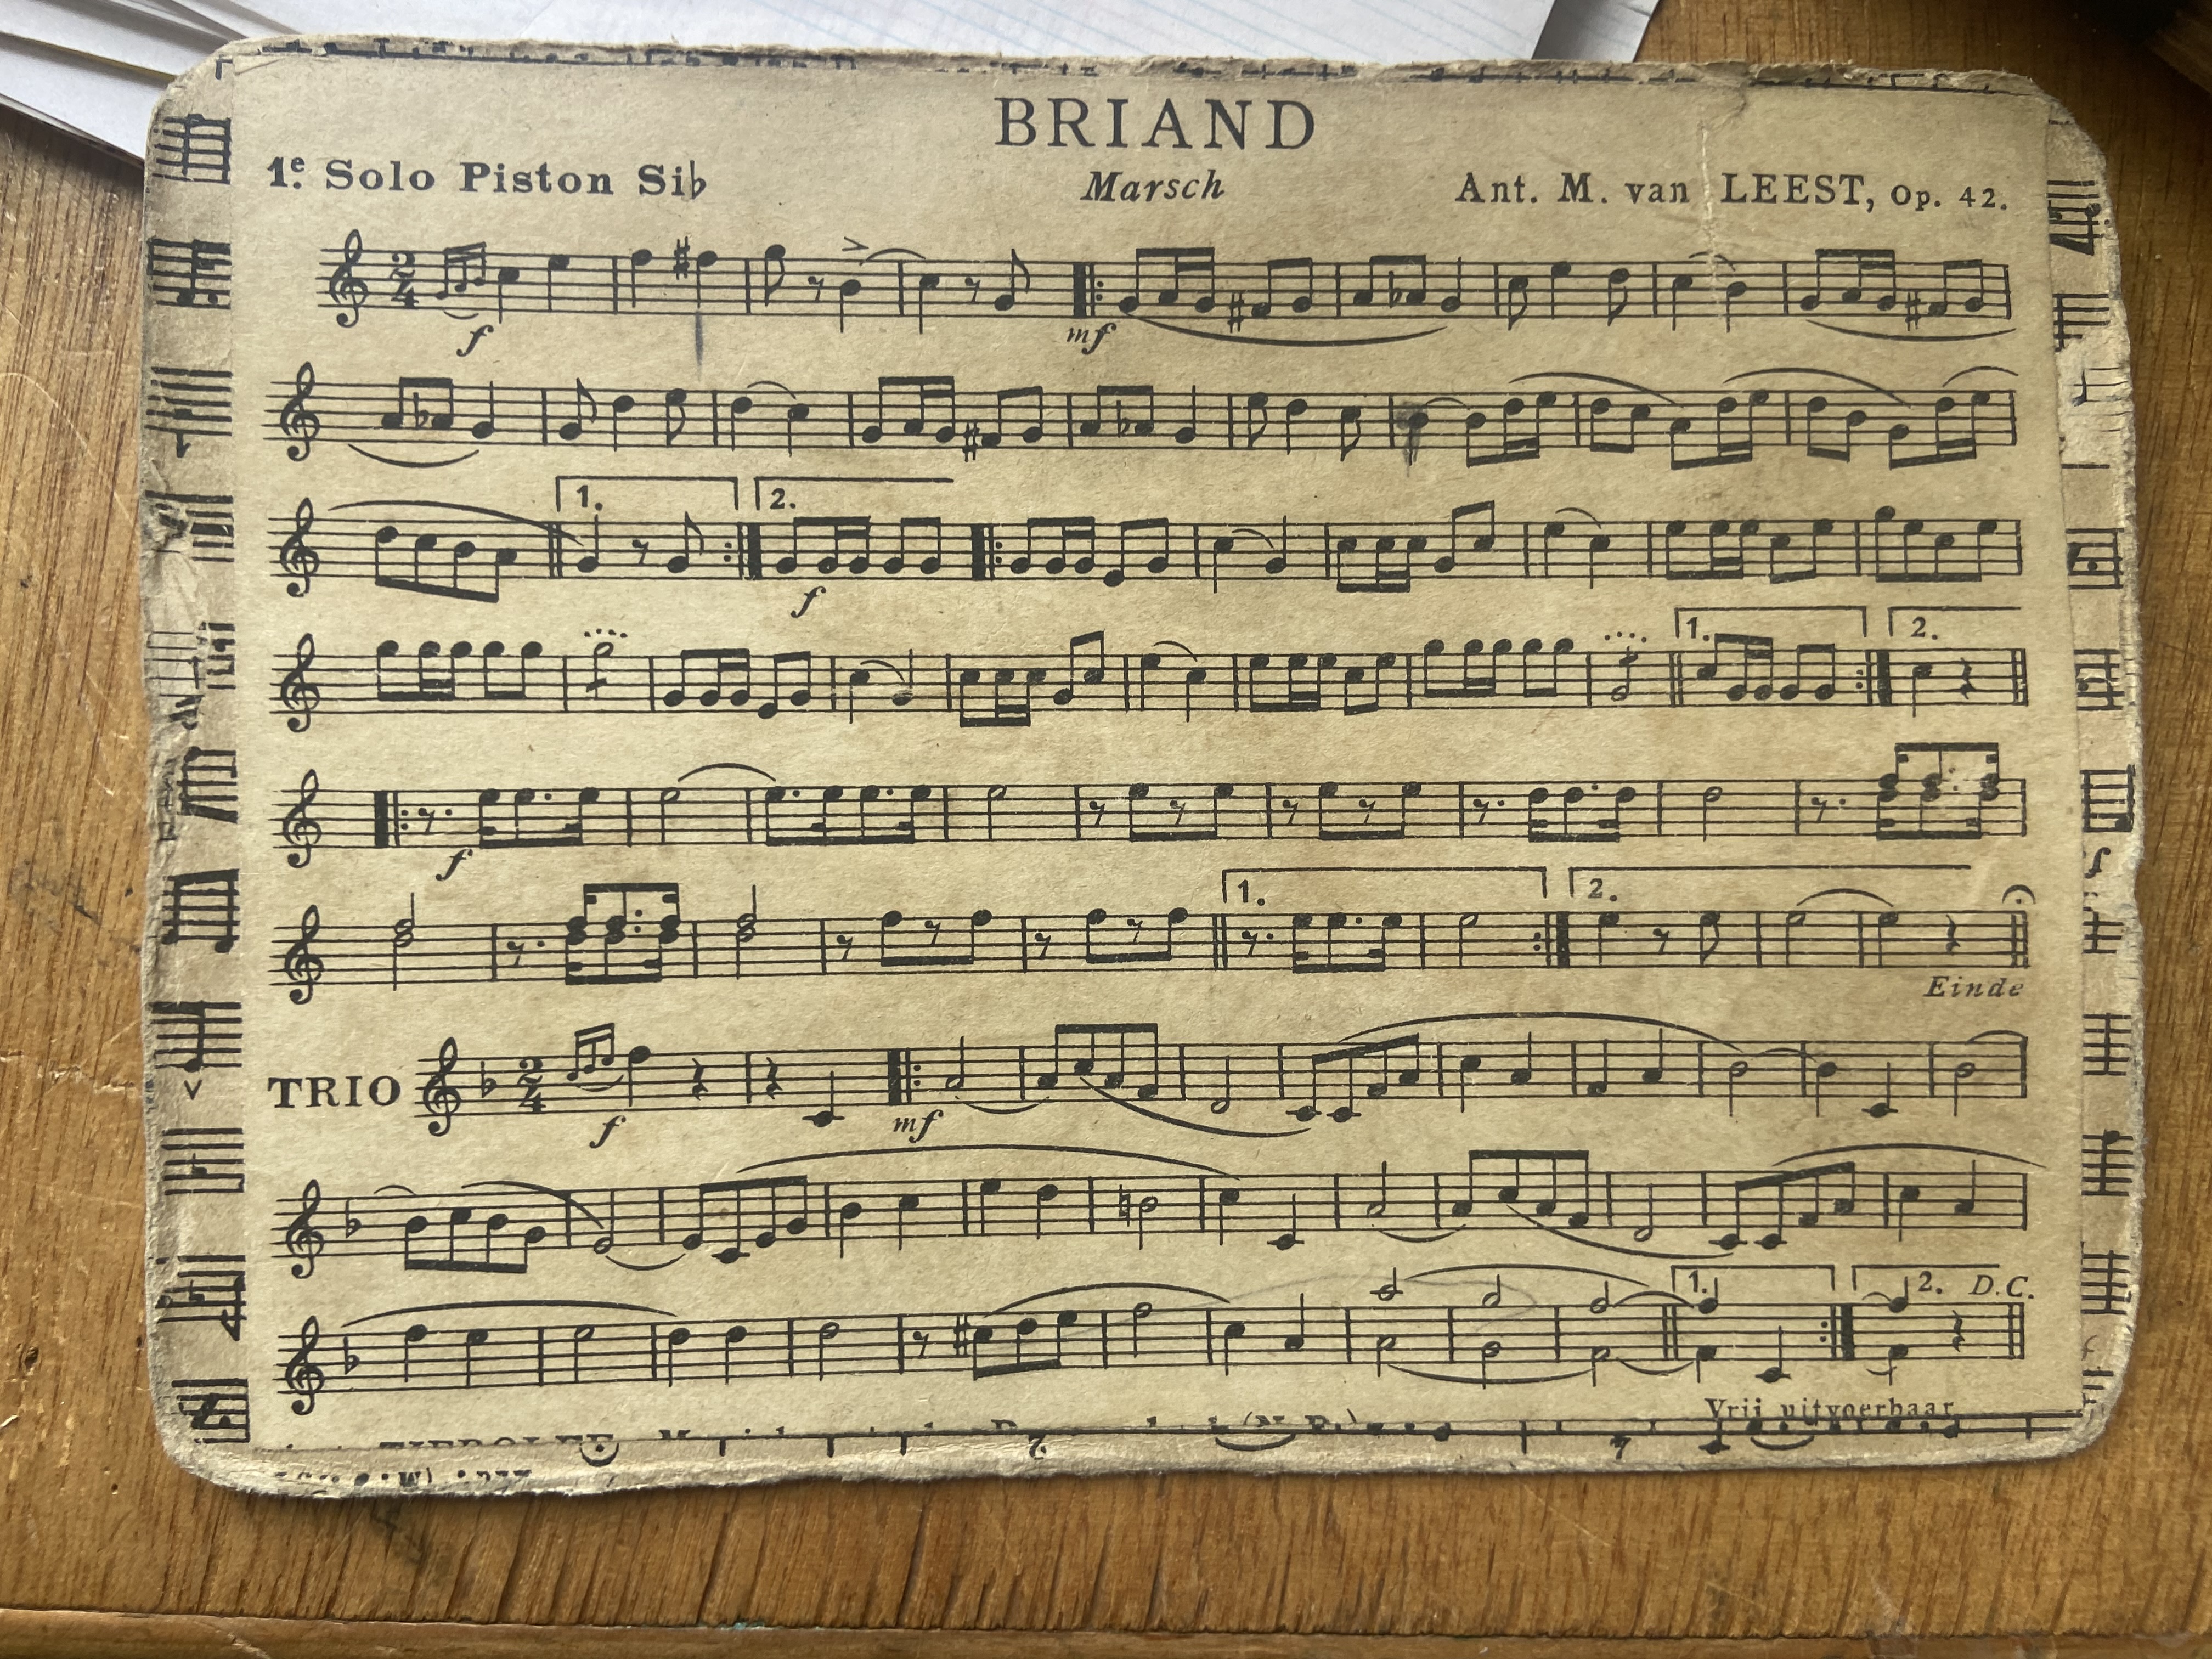 BRIAND
1e. Solo Piston Si♭
Marsch
Ant. M. van LEEST, Op. 42.
f
mf
1.
2.
f
1.
2.
f
1.
2.
Einde
TRIO
f
mf
1.
2. D.C.
Vrij uitvoerbaar